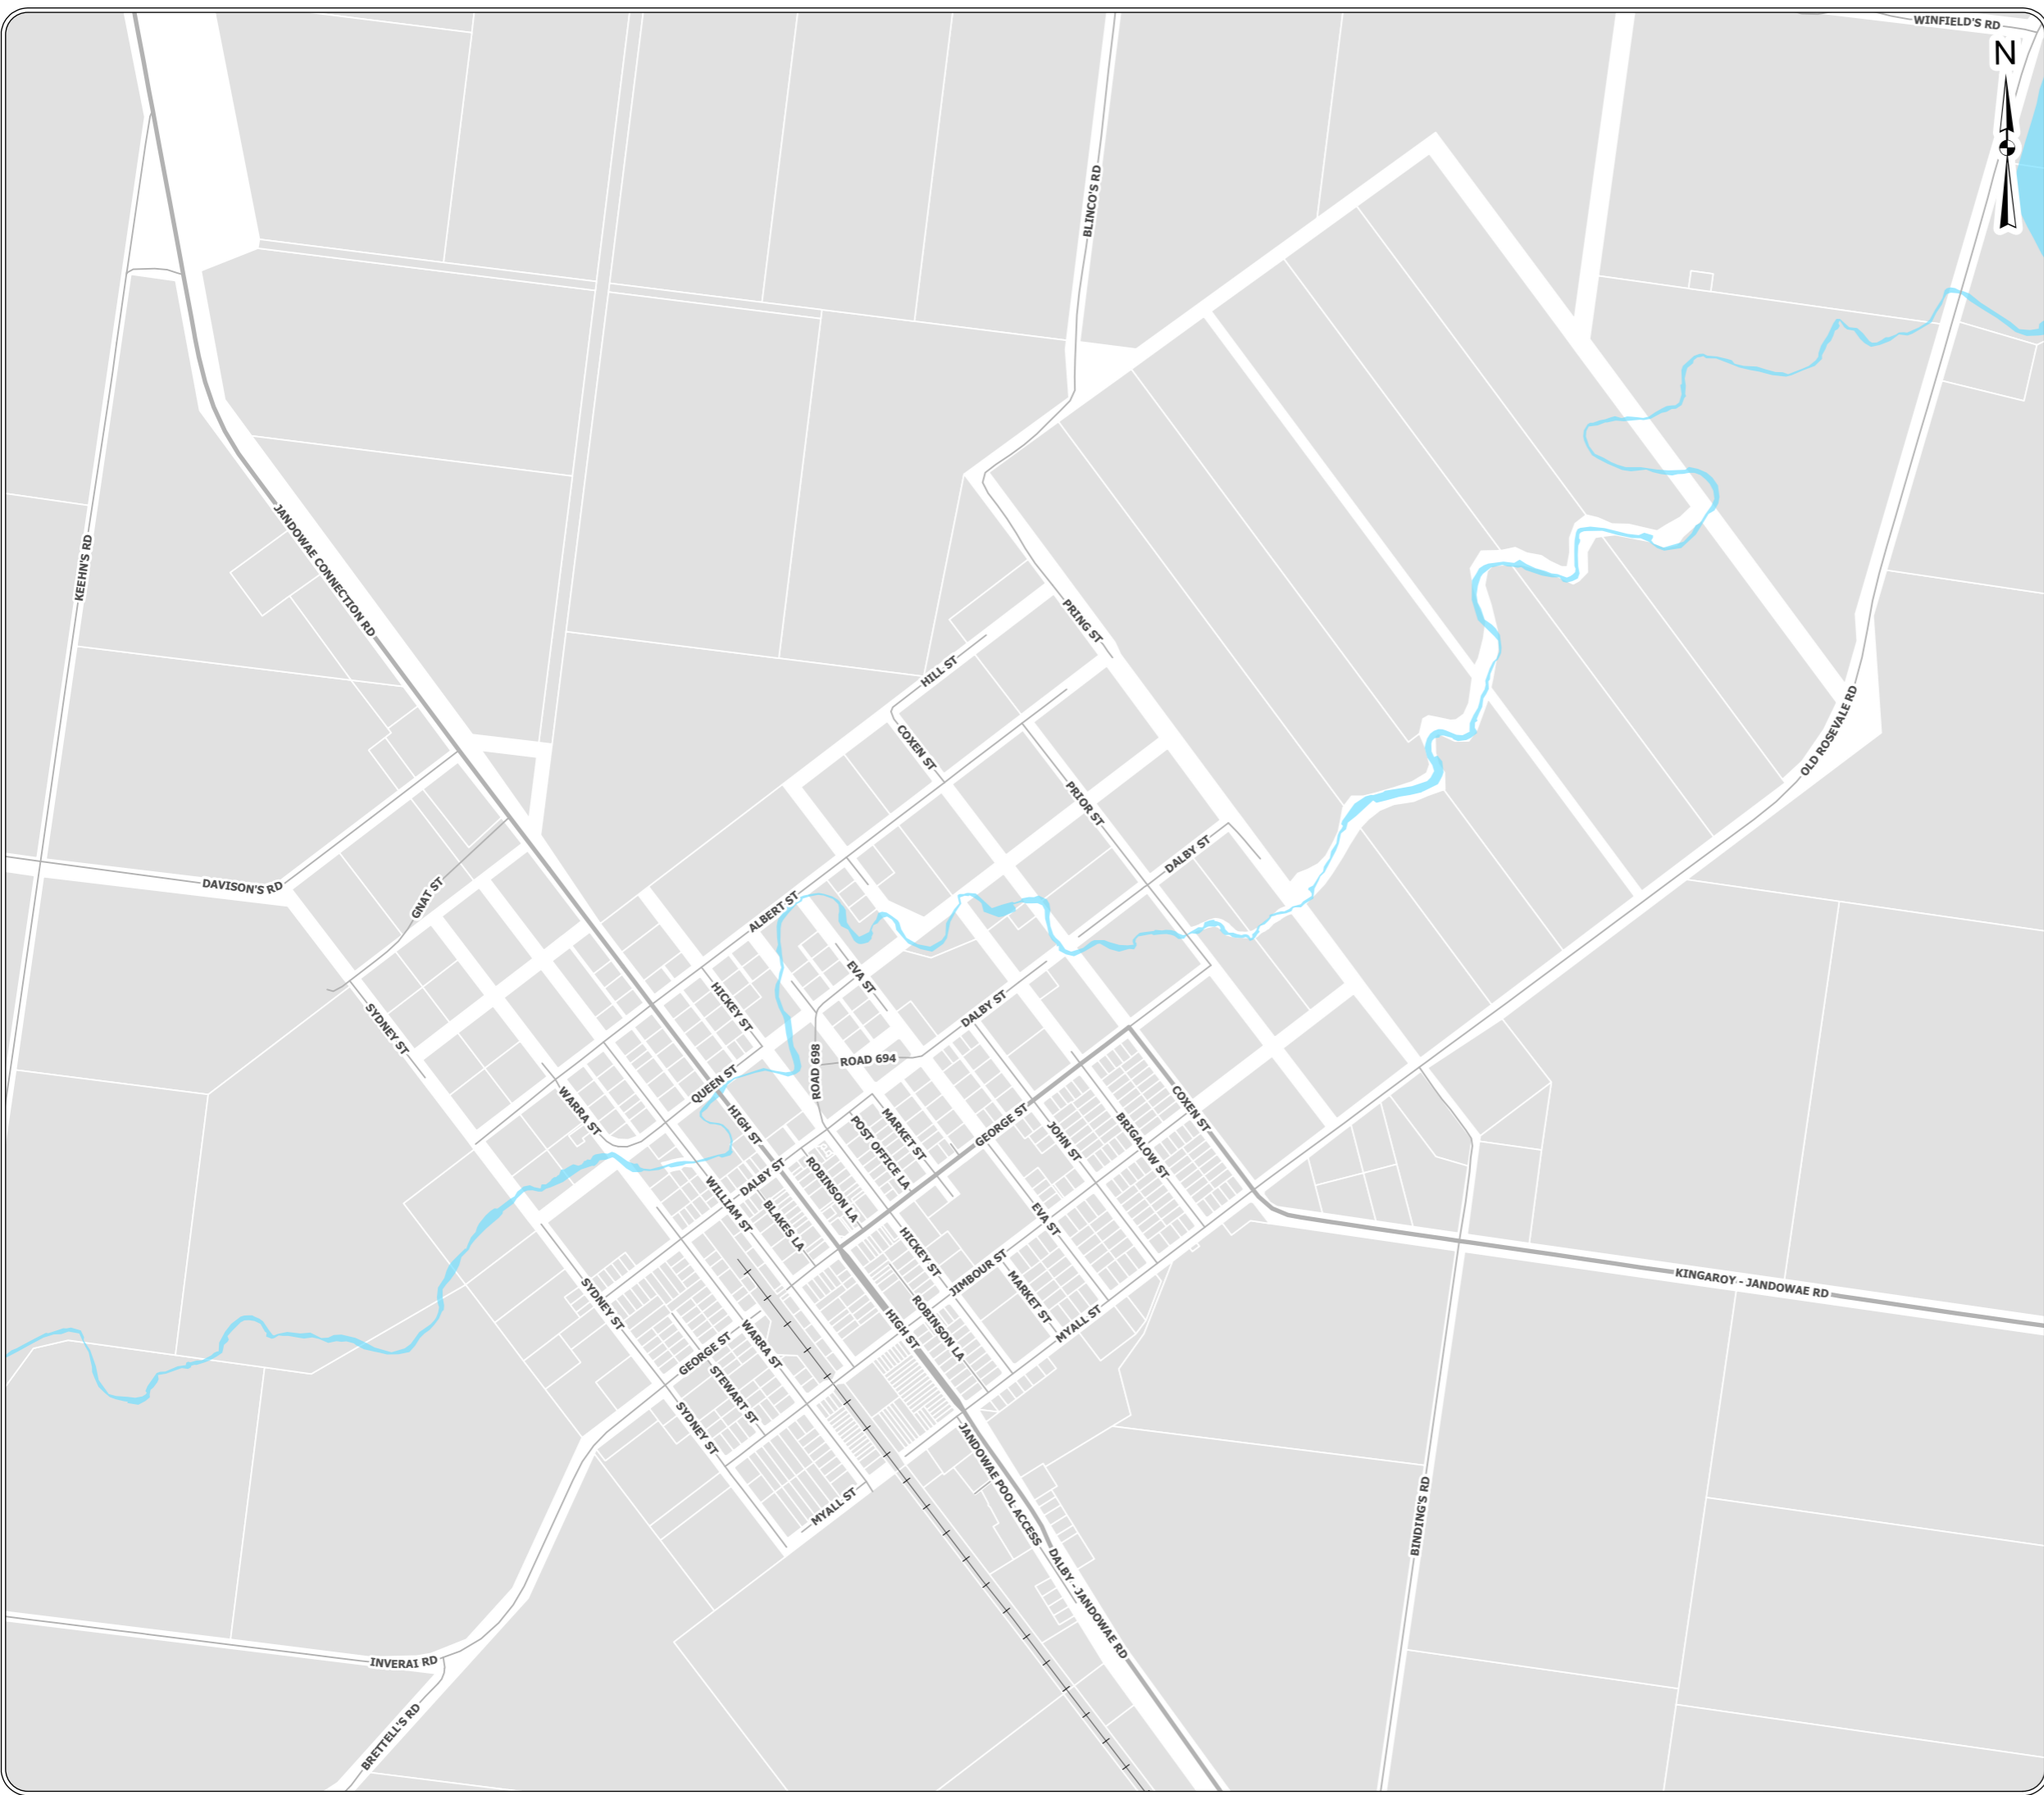 WINFIELD'S RD
N
BLINCO'S RD
KEEHN'S RD
JANDOWAE CONNECTION RD
PRING ST
HILL ST
COXEN ST
OLD ROSEVALE RD
PRIOR ST
DALBY ST
DAVISON'S RD
GNAT ST
ALBERT ST
EVA ST
HICKEY ST
DALBY ST
SYDNEY ST
ROAD 698
ROAD 694
QUEEN ST
WARRA ST
HIGH ST
MARKET ST
POST OFFICE LA
GEORGE ST
JOHN ST
BRIGALOW ST
COXEN ST
DALBY ST
ROBINSON LA
WILLIAM ST
BLAKES LA
EVA ST
HICKEY ST
JIMBOUR ST
MARKET ST
KINGAROY - JANDOWAE RD
SYDNEY ST
ROBINSON LA
HIGH ST
MYALL ST
WARRA ST
GEORGE ST
STEWART ST
SYDNEY ST
JANDOWAE POOL ACCESS
MYALL ST
BINDING'S RD
DALBY - JANDOWAE RD
INVERAI RD
BRETTELL'S RD